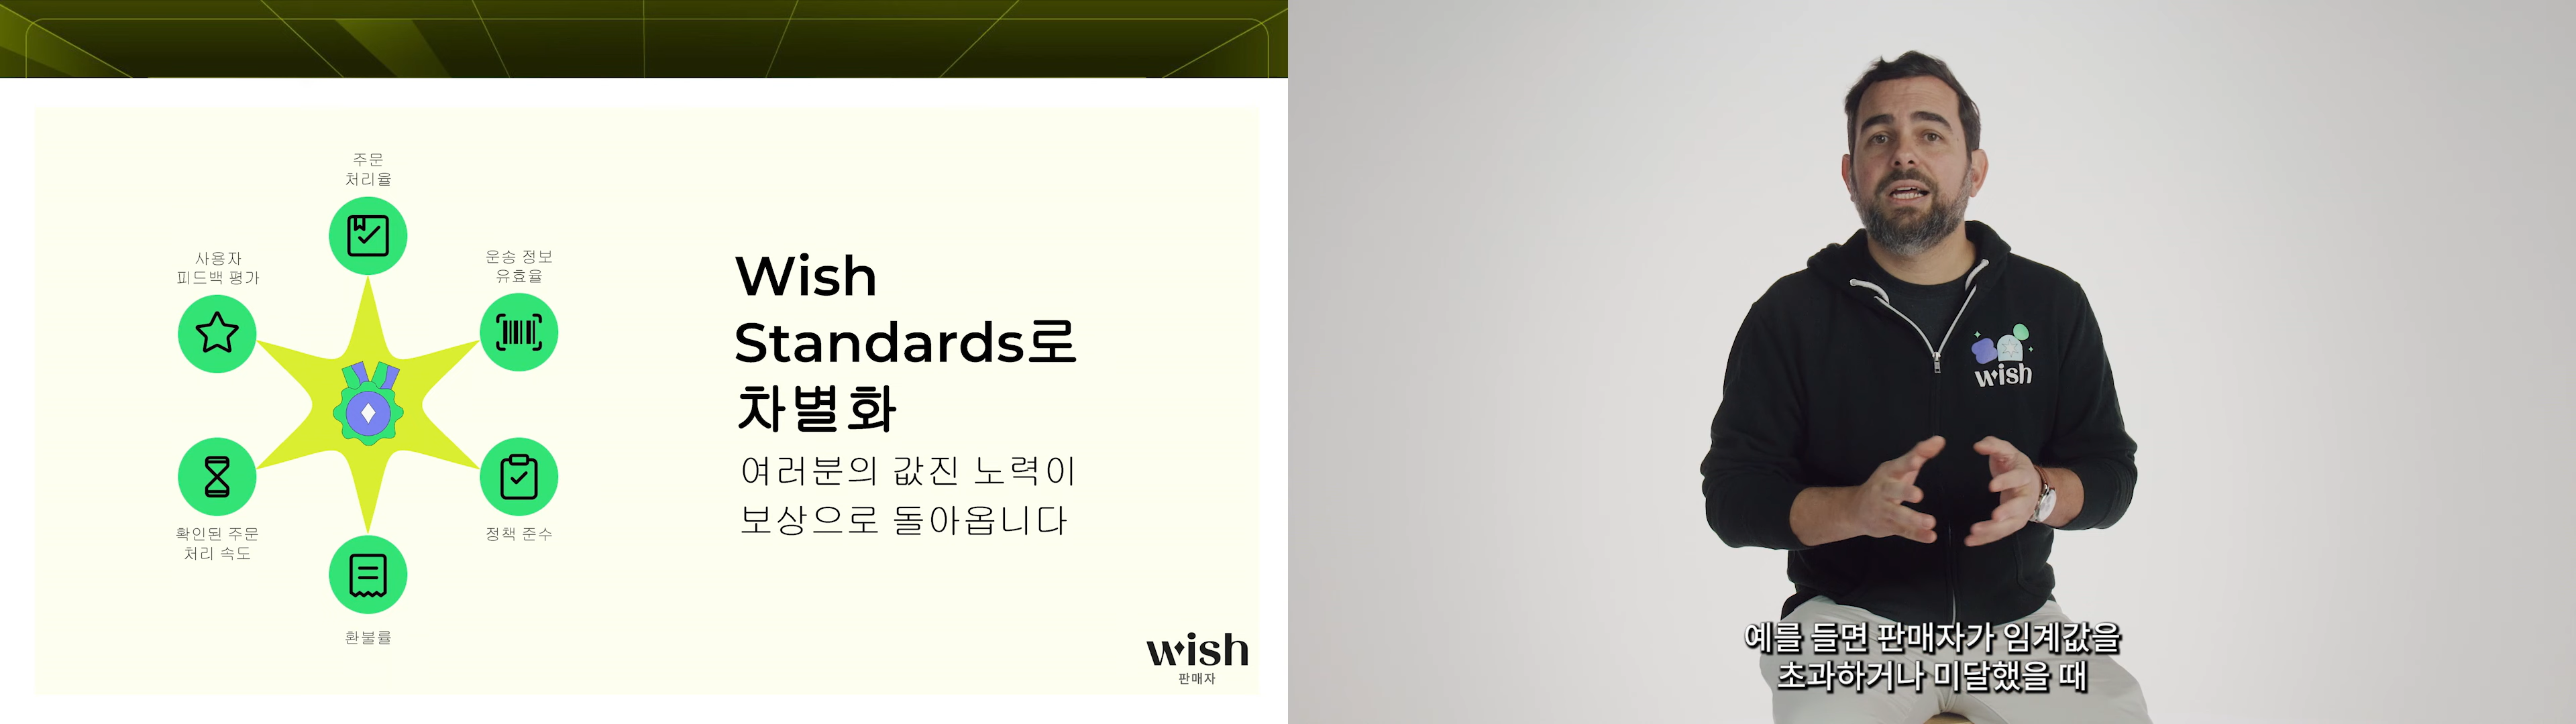 주문
처리율
사용자
피드백 평가
운송 정보
유효율
확인된 주문
처리 속도
정책 준수
환불률
Wish
Standards로
차별화
여러분의 값진 노력이
보상으로 돌아옵니다
wish
판매자
wish
예를 들면 판매자가 임계값을
초과하거나 미달했을 때